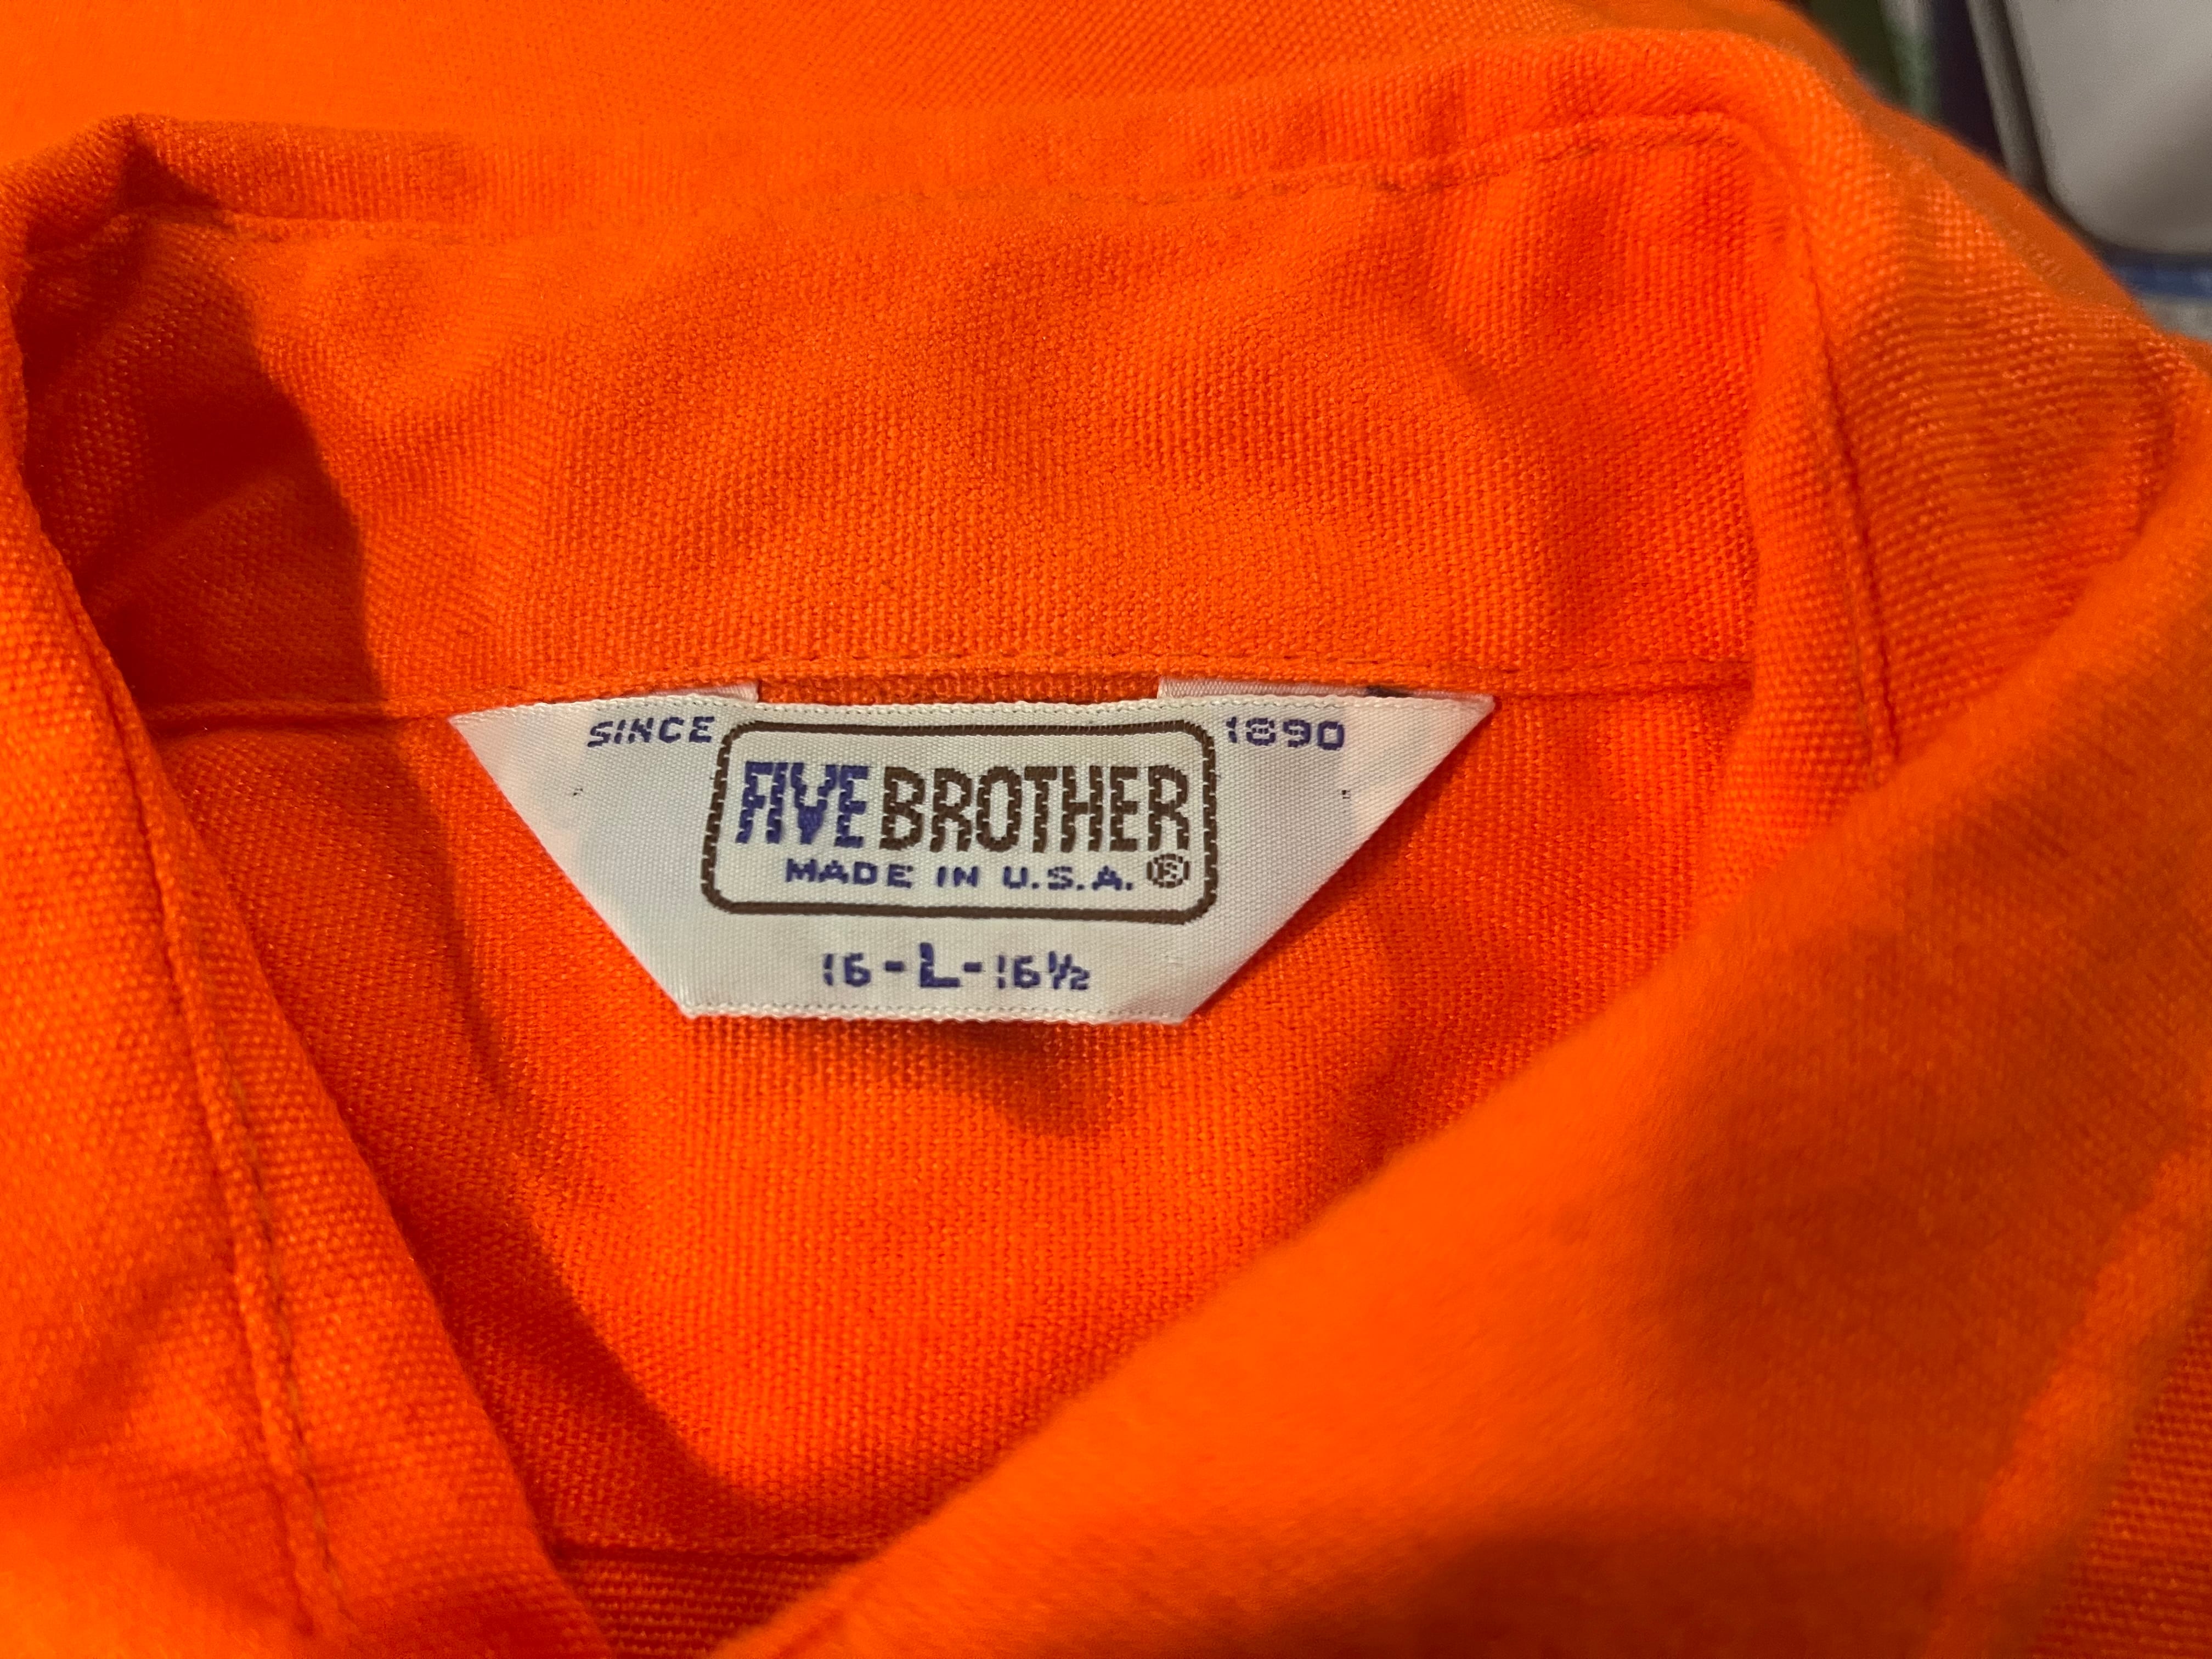 SINCE 1890
FIVE BROTHER
MADE IN U.S.A. ®
16-L-16½